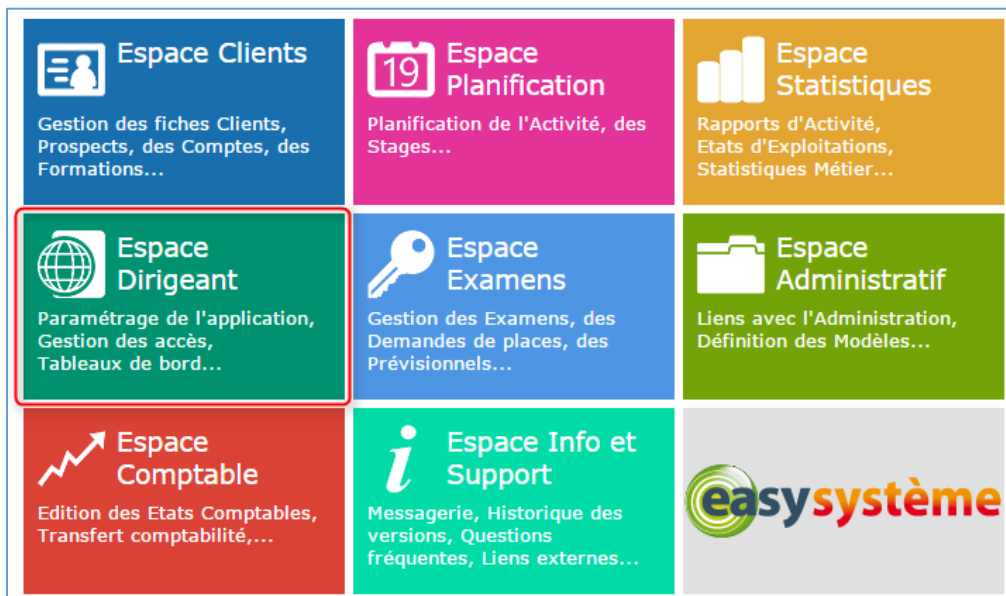 Espace Clients
Gestion des fiches Clients,
Prospects, des Comptes, des
Formations...
19
Espace
Planification
Planification de l'Activité, des
Stages...
Espace
Statistiques
Rapports d'Activité,
Etats d'Exploitations,
Statistiques Métier...
Espace
Dirigeant
Paramétrage de l'application,
Gestion des accès,
Tableaux de bord...
Espace
Examens
Gestion des Examens, des
Demandes de places, des
Prévisionnels...
Espace
Administratif
Liens avec l'Administration,
Définition des Modèles...
Espace
Comptable
Edition des Etats Comptables,
Transfert comptabilité,...
Espace Info et
Support
Messagerie, Historique des
versions, Questions
fréquentes, Liens externes...
easysystème